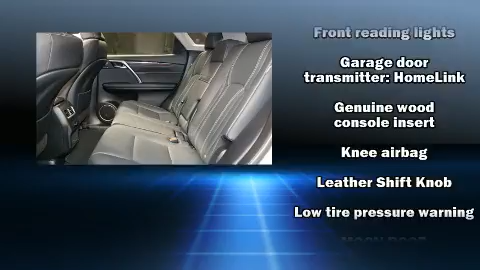 Front reading lights
Garage door
transmitter: HomeLink
Genuine wood
console insert
Knee airbag
Leather Shift Knob
Low tire pressure warning